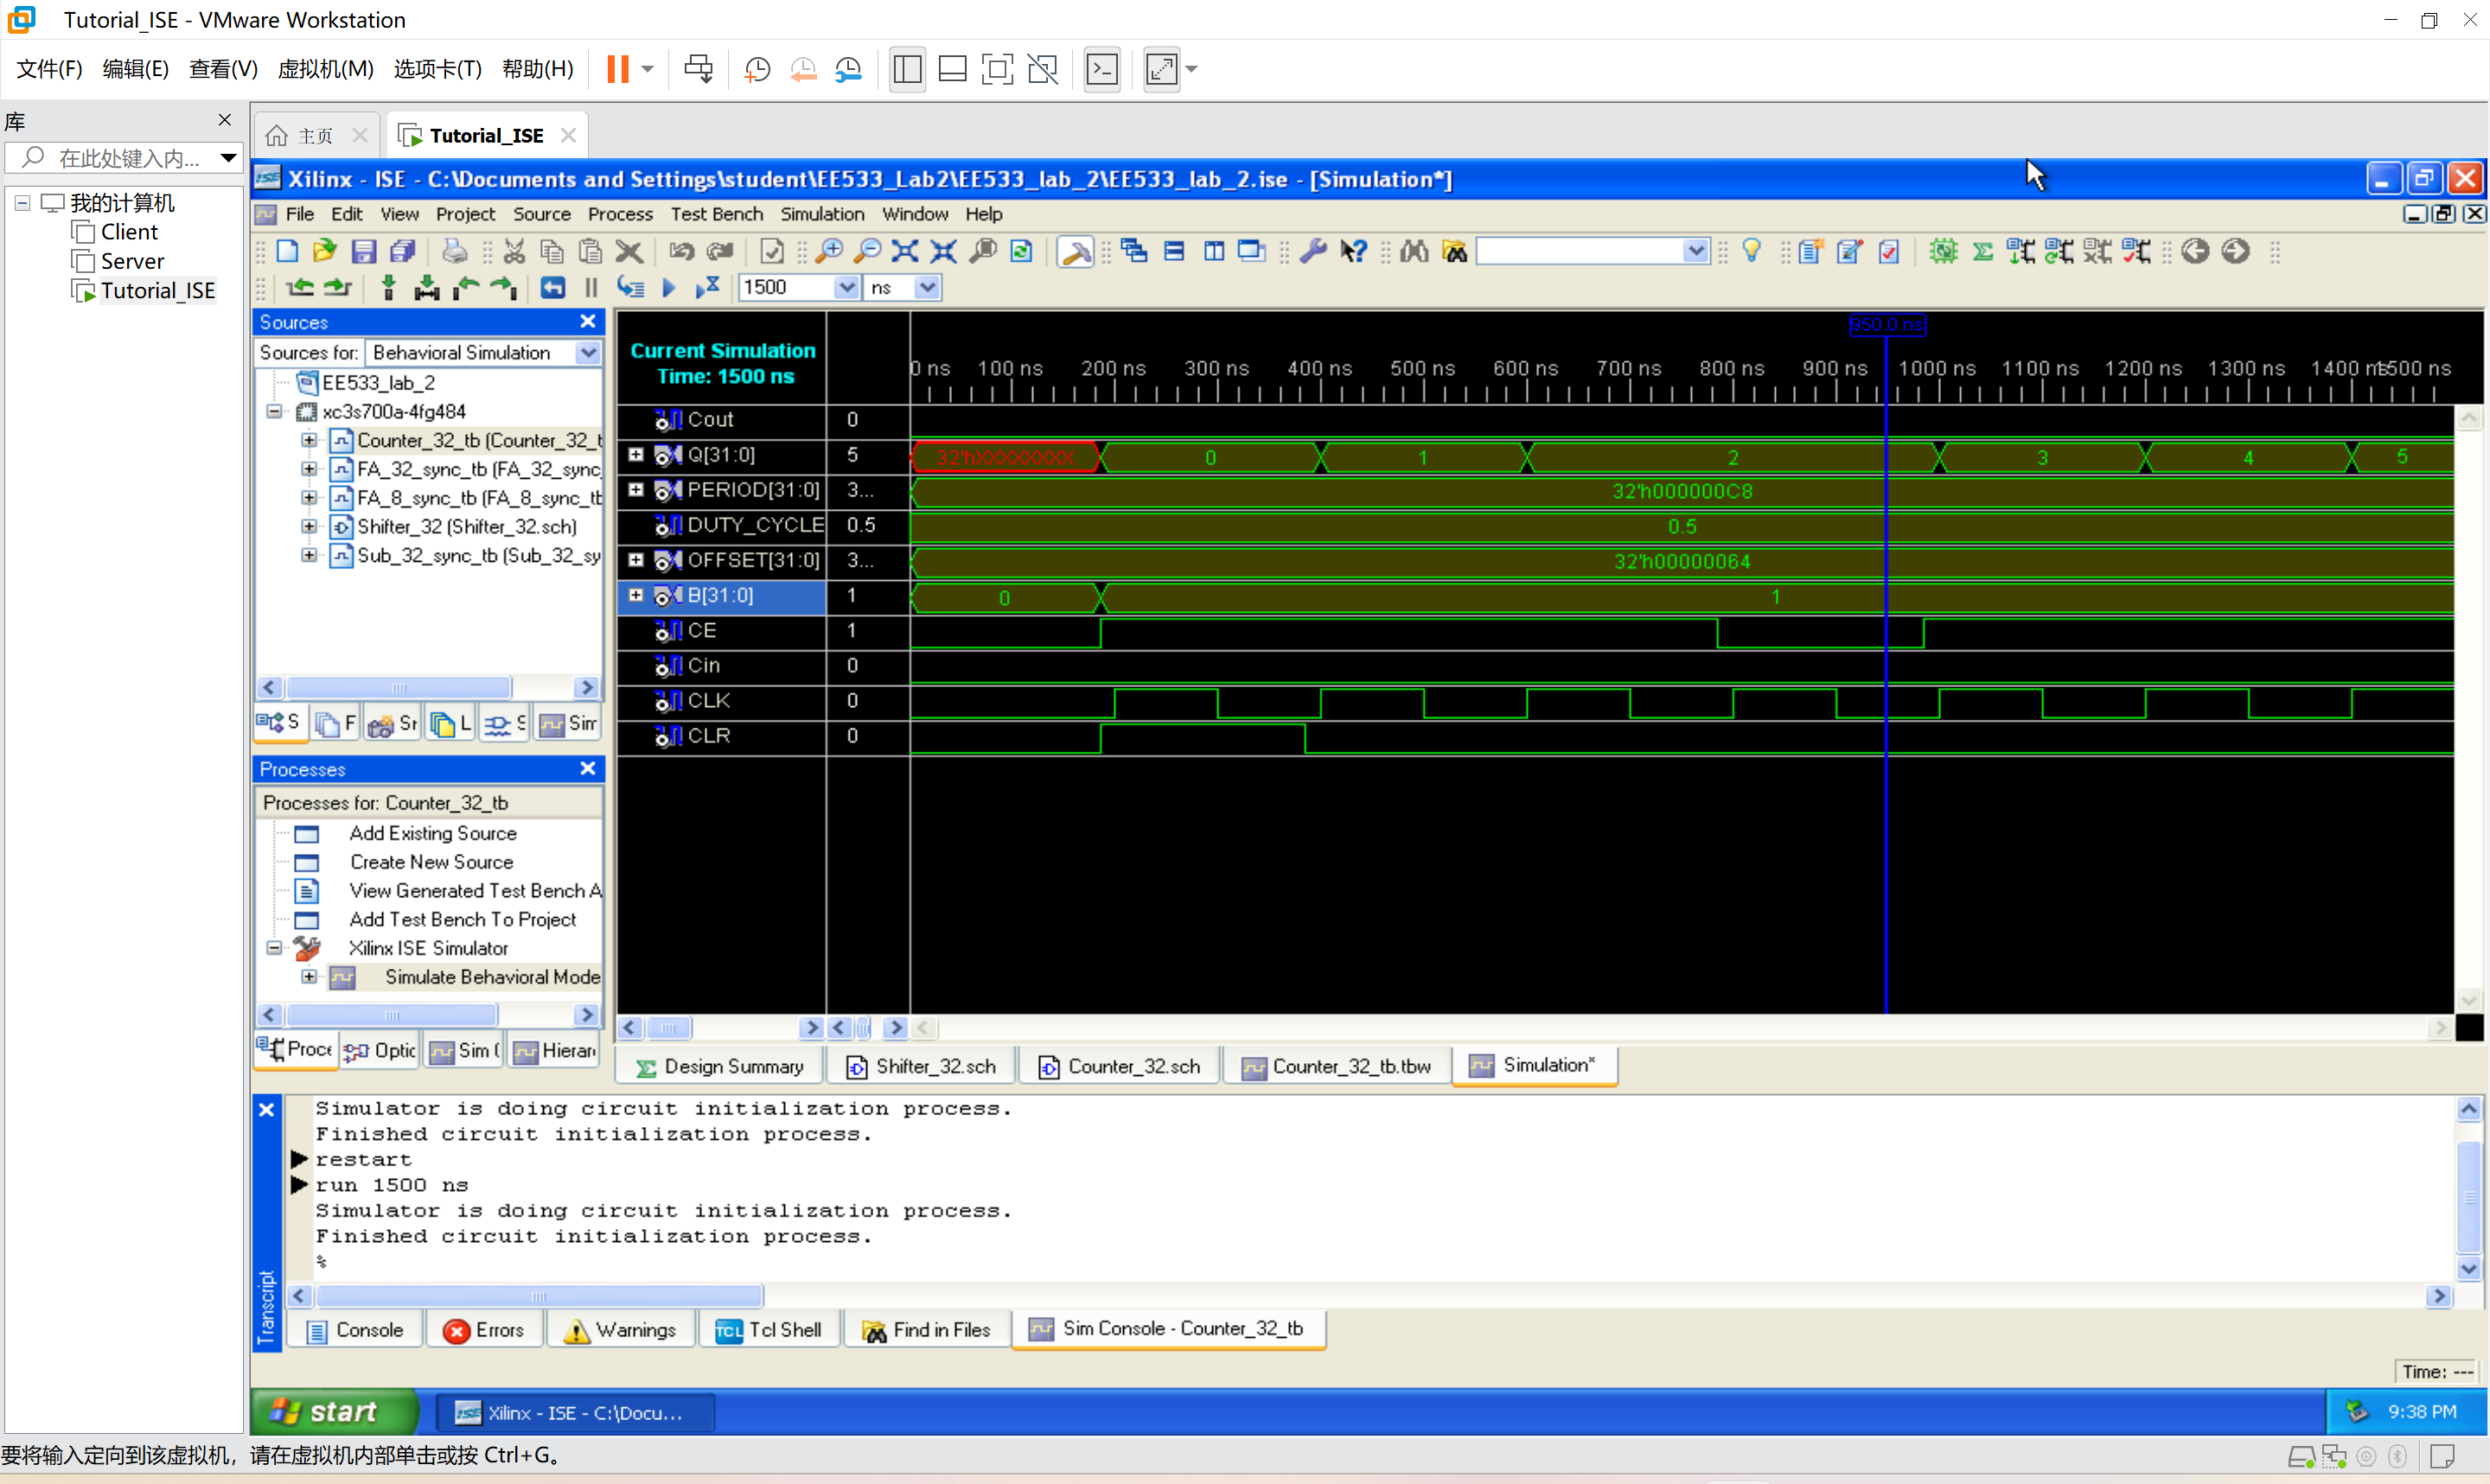 Tutorial_ISE - VMware Workstation
文件(F) 编辑(E) 查看(V) 虚拟机(M) 选项卡(T) 帮助(H)
库
在此处键入内...
我的计算机
Client
Server
Tutorial_ISE
主页 Tutorial_ISE
Xilinx - ISE - C:\Documents and Settings\student\EE533_Lab2\EE533_lab_2\EE533_lab_2.ise - [Simulation*]
File Edit View Project Source Process Test Bench Simulation Window Help
1500 ns
Sources
Sources for: Behavioral Simulation
EE533_lab_2
xc3s700a-4fg484
Counter_32_tb (Counter_32_t
FA_32_sync_tb (FA_32_sync_
FA_8_sync_tb (FA_8_sync_tb
Shifter_32 (Shifter_32.sch)
Sub_32_sync_tb (Sub_32_sy
S F Sr L S Sim
Processes
Processes for: Counter_32_tb
Add Existing Source
Create New Source
View Generated Test Bench A
Add Test Bench To Project
Xilinx ISE Simulator
Simulate Behavioral Mode
Proce Optic Sim C Hierar
Current Simulation
Time: 1500 ns
950.0 ns
0 ns 100 ns 200 ns 300 ns 400 ns 500 ns 600 ns 700 ns 800 ns 900 ns 1000 ns 1100 ns 1200 ns 1300 ns 1400 1500 ns
Cout 0
Q[31:0] 5 32'hXXXXXXXX 0 1 2 3 4 5
PERIOD[31:0] 3... 32'h000000C8
DUTY_CYCLE 0.5 0.5
OFFSET[31:0] 3... 32'h00000064
B[31:0] 1 0 1
CE 1
Cin 0
CLK 0
CLR 0
Design Summary Shifter_32.sch Counter_32.sch Counter_32_tb.tbw Simulation*
Simulator is doing circuit initialization process.
Finished circuit initialization process.
restart
run 1500 ns
Simulator is doing circuit initialization process.
Finished circuit initialization process.
%
Transcript
Console Errors Warnings TCL Tcl Shell Find in Files Sim Console - Counter_32_tb
Time: ---
start Xilinx - ISE - C:\Docu... 9:38 PM
要将输入定向到该虚拟机，请在虚拟机内部单击或按 Ctrl+G。